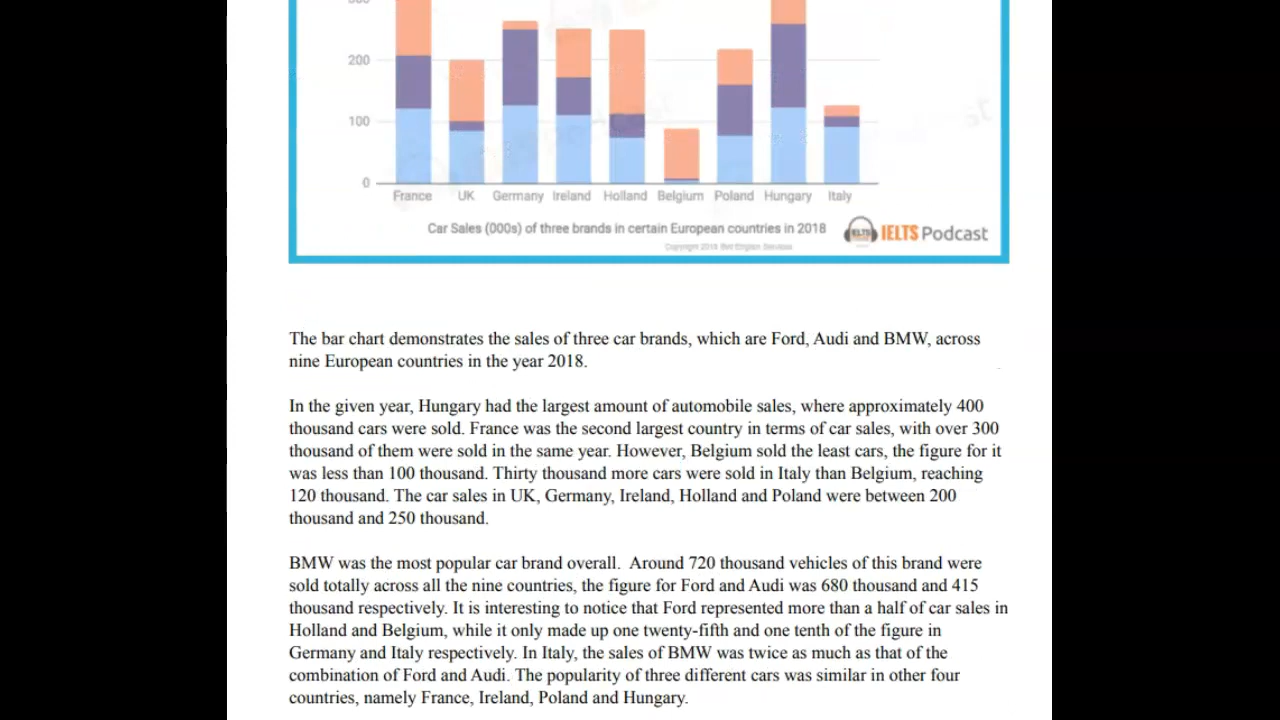 200
100
0
France UK Germany Ireland Holland Belgium Poland Hungary Italy
Car Sales (000s) of three brands in certain European countries in 2018
IELTS Podcast
The bar chart demonstrates the sales of three car brands, which are Ford, Audi and BMW, across
nine European countries in the year 2018.
In the given year, Hungary had the largest amount of automobile sales, where approximately 400
thousand cars were sold. France was the second largest country in terms of car sales, with over 300
thousand of them were sold in the same year. However, Belgium sold the least cars, the figure for it
was less than 100 thousand. Thirty thousand more cars were sold in Italy than Belgium, reaching
120 thousand. The car sales in UK, Germany, Ireland, Holland and Poland were between 200
thousand and 250 thousand.
BMW was the most popular car brand overall.  Around 720 thousand vehicles of this brand were
sold totally across all the nine countries, the figure for Ford and Audi was 680 thousand and 415
thousand respectively. It is interesting to notice that Ford represented more than a half of car sales in
Holland and Belgium, while it only made up one twenty-fifth and one tenth of the figure in
Germany and Italy respectively. In Italy, the sales of BMW was twice as much as that of the
combination of Ford and Audi. The popularity of three different cars was similar in other four
countries, namely France, Ireland, Poland and Hungary.